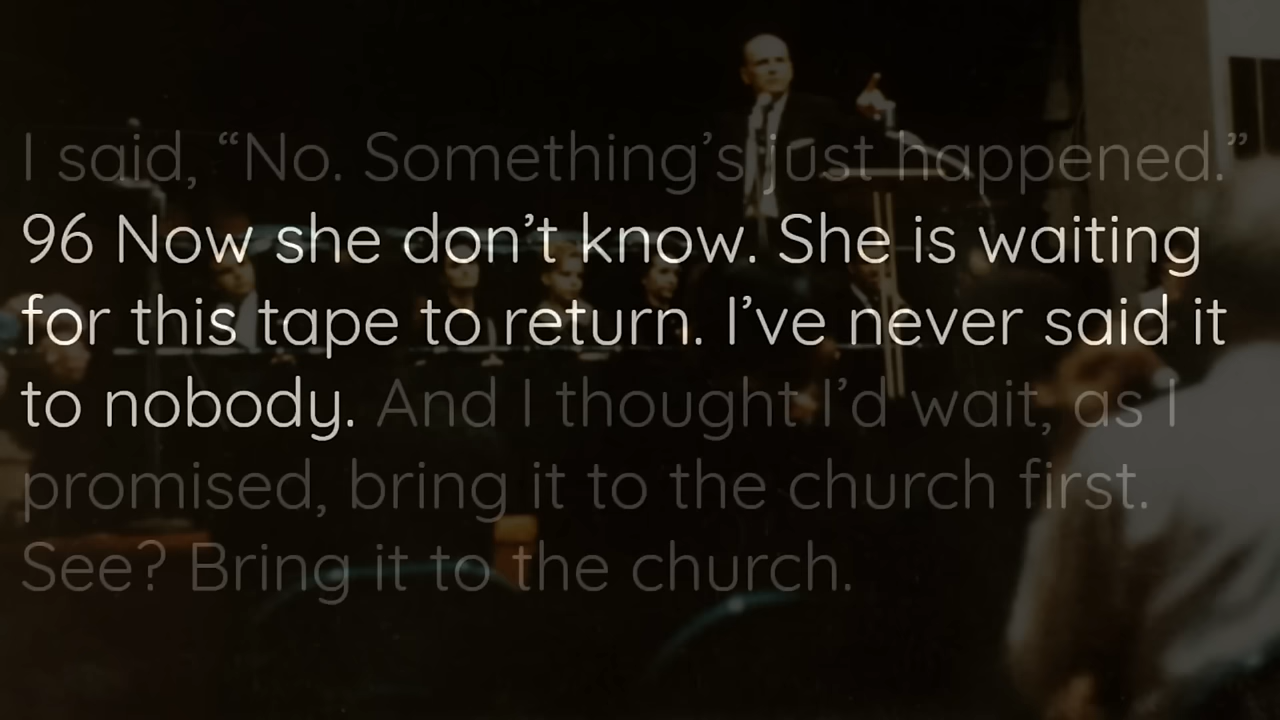 I said, “No. Something’s just happened.”
96 Now she don’t know. She is waiting
for this tape to return. I’ve never said it
to nobody. And I thought I’d wait, as I
promised, bring it to the church first.
See? Bring it to the church.